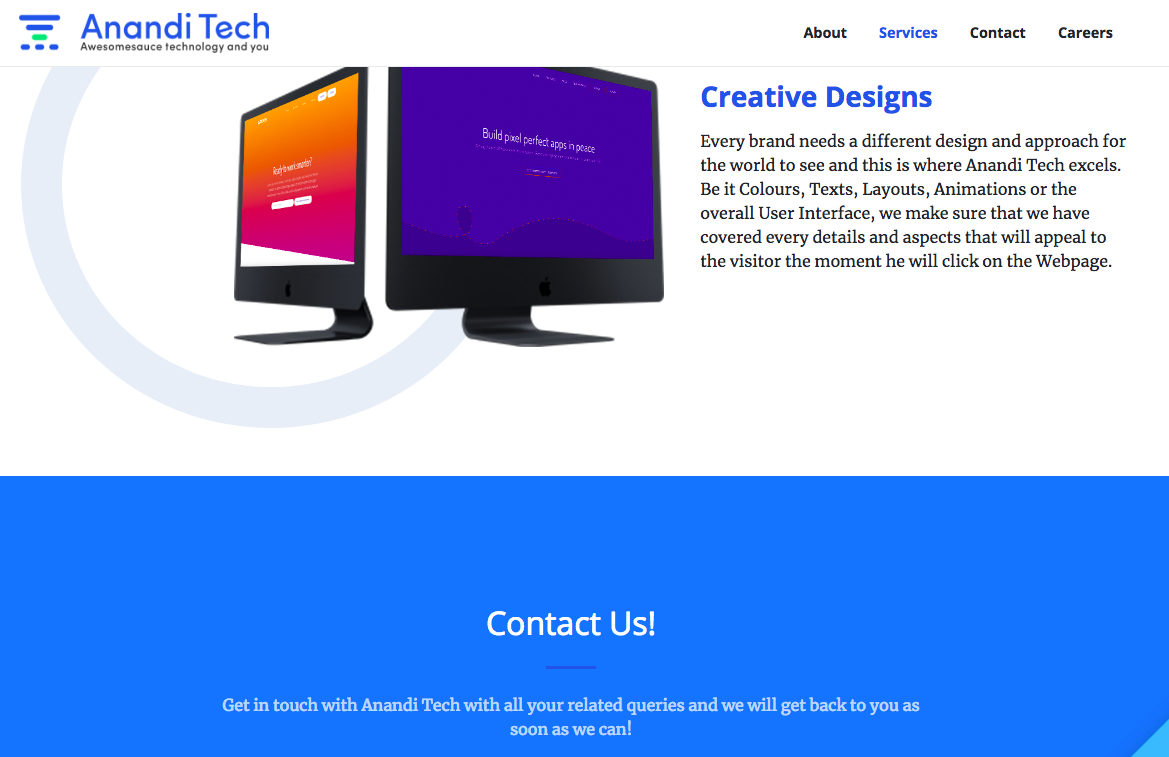 Anandi Tech
Awesomesauce technology and you
About Services Contact Careers
Ready to work smarter?
Build pixel perfect apps in peace
Creative Designs
Every brand needs a different design and approach for
the world to see and this is where Anandi Tech excels.
Be it Colours, Texts, Layouts, Animations or the
overall User Interface, we make sure that we have
covered every details and aspects that will appeal to
the visitor the moment he will click on the Webpage.
Contact Us!
Get in touch with Anandi Tech with all your related queries and we will get back to you as
soon as we can!